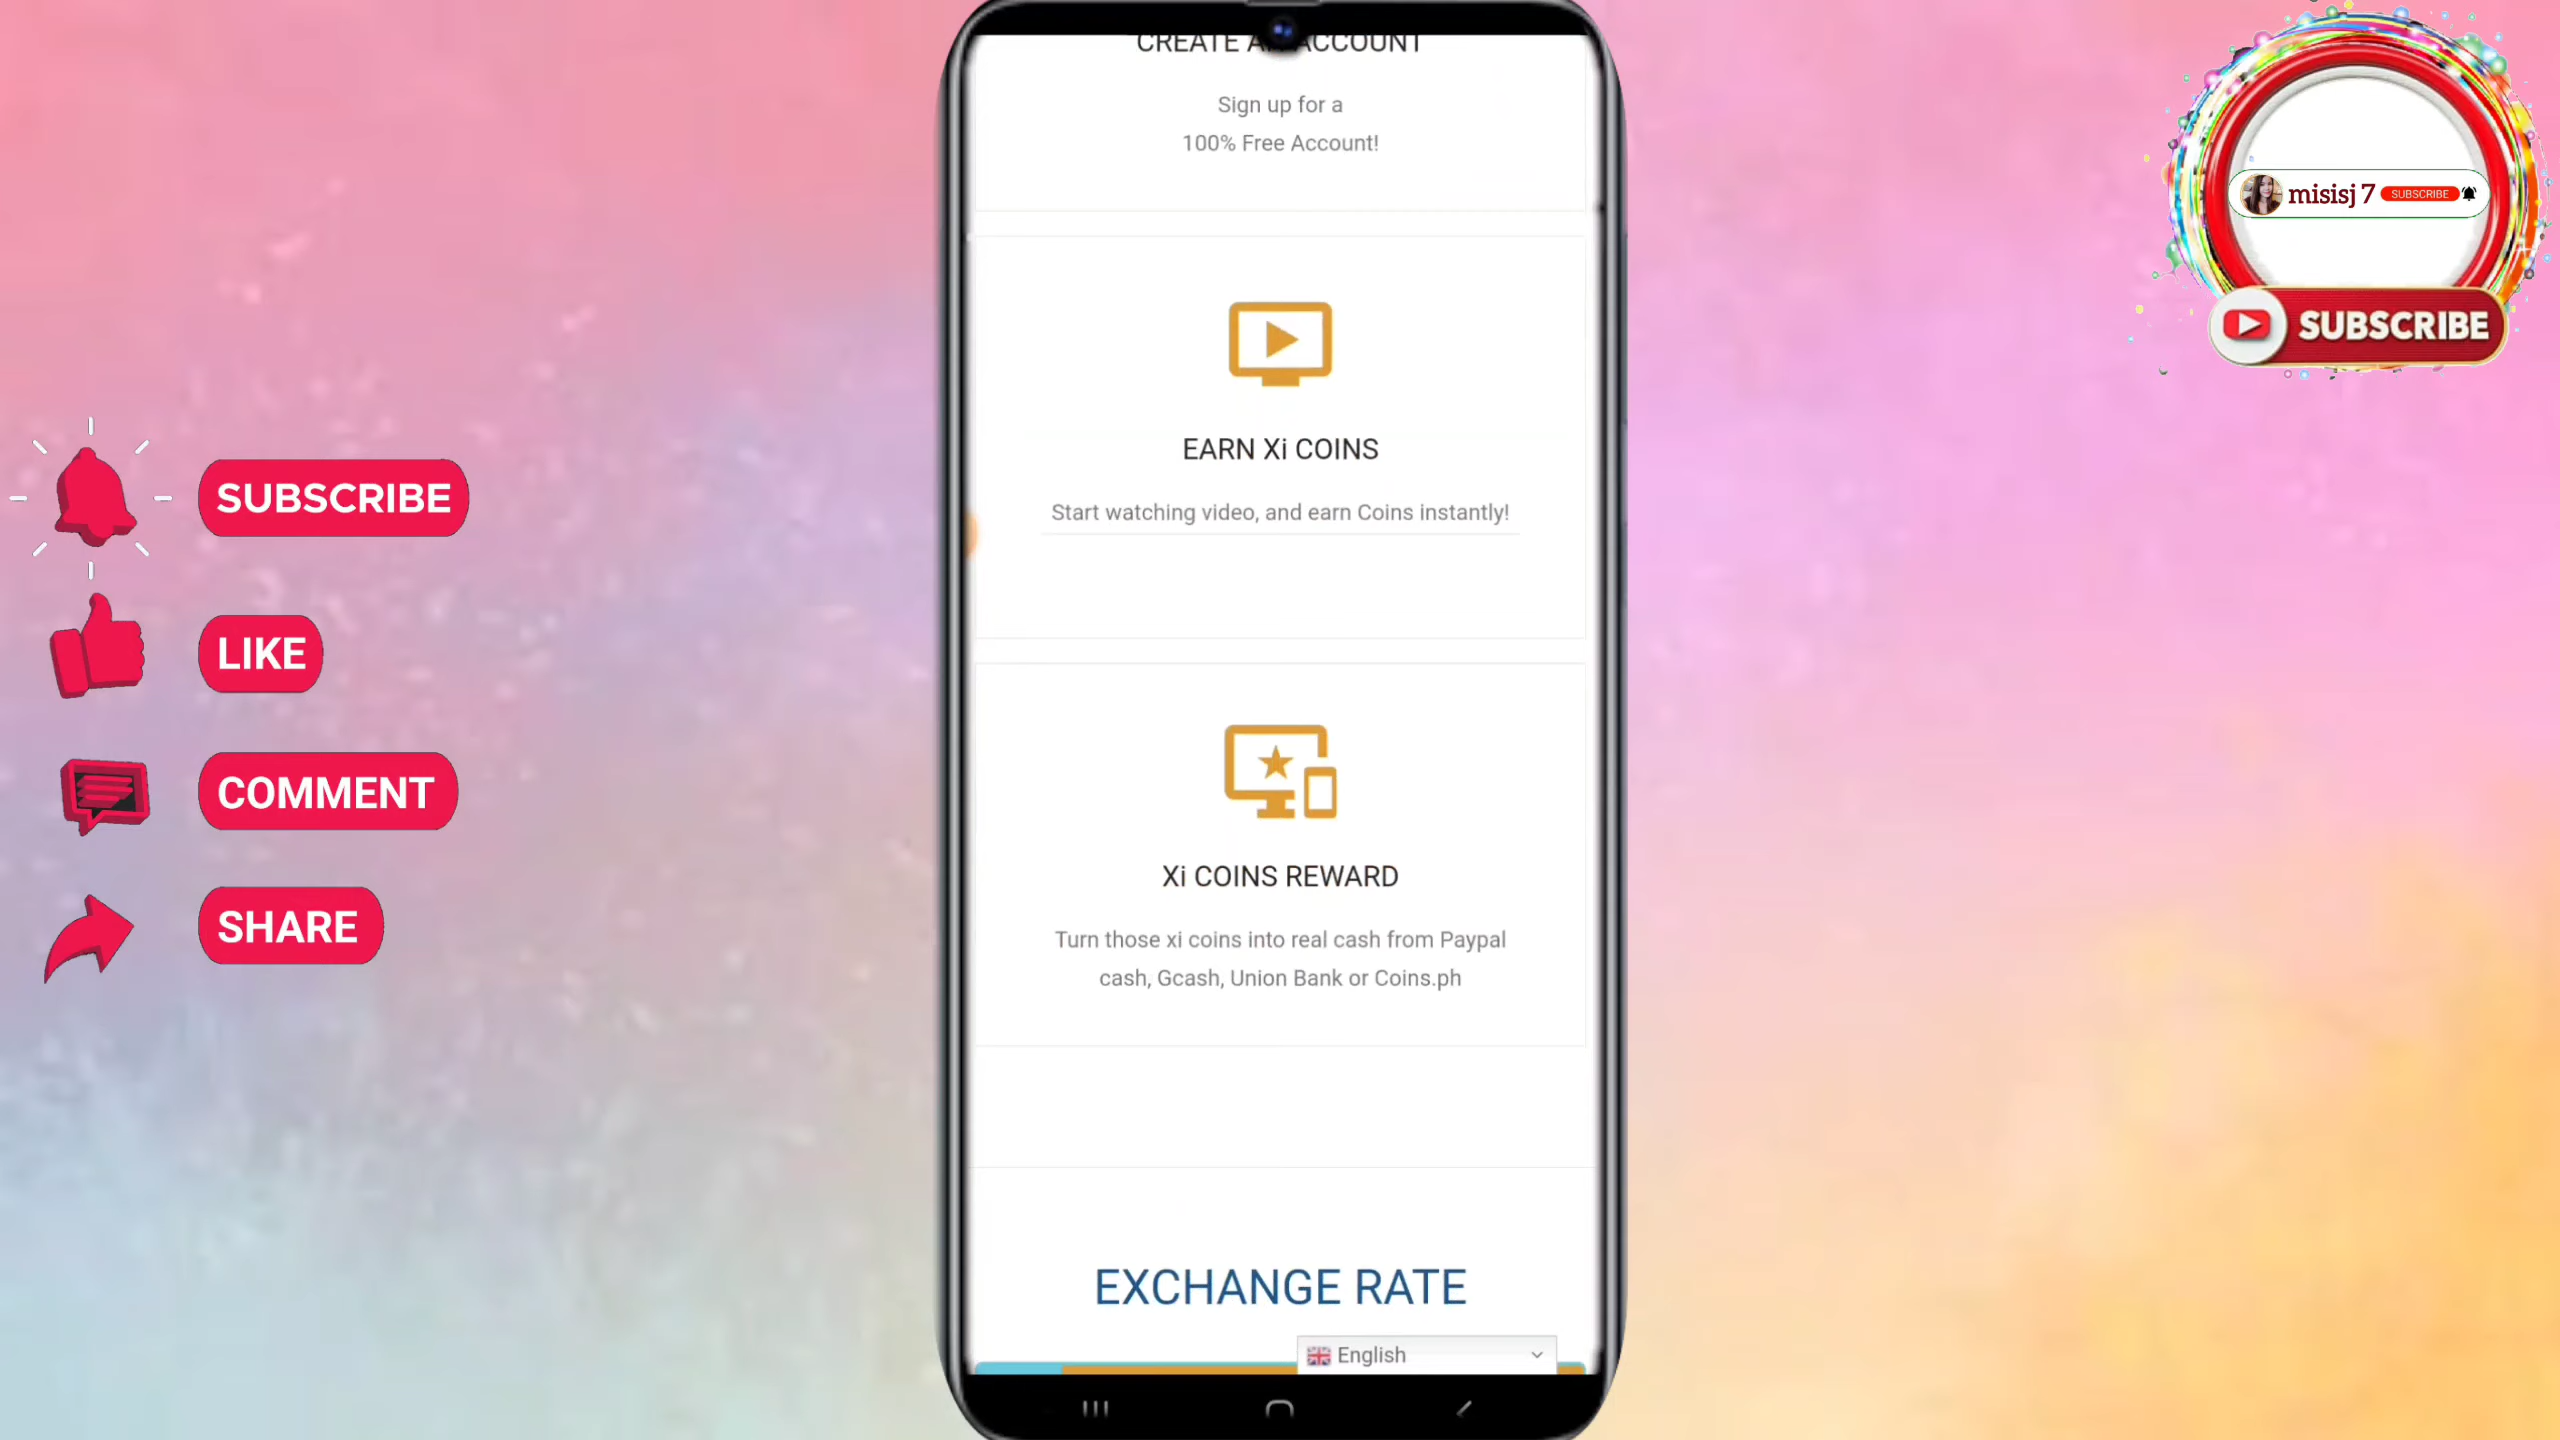 CREATE AN ACCOUNT
Sign up for a
100% Free Account!
EARN Xi COINS
Start watching video, and earn Coins instantly!
Xi COINS REWARD
Turn those xi coins into real cash from Paypal
cash, Gcash, Union Bank or Coins.ph
EXCHANGE RATE
English
SUBSCRIBE
LIKE
COMMENT
SHARE
misisj 7 SUBSCRIBE
SUBSCRIBE